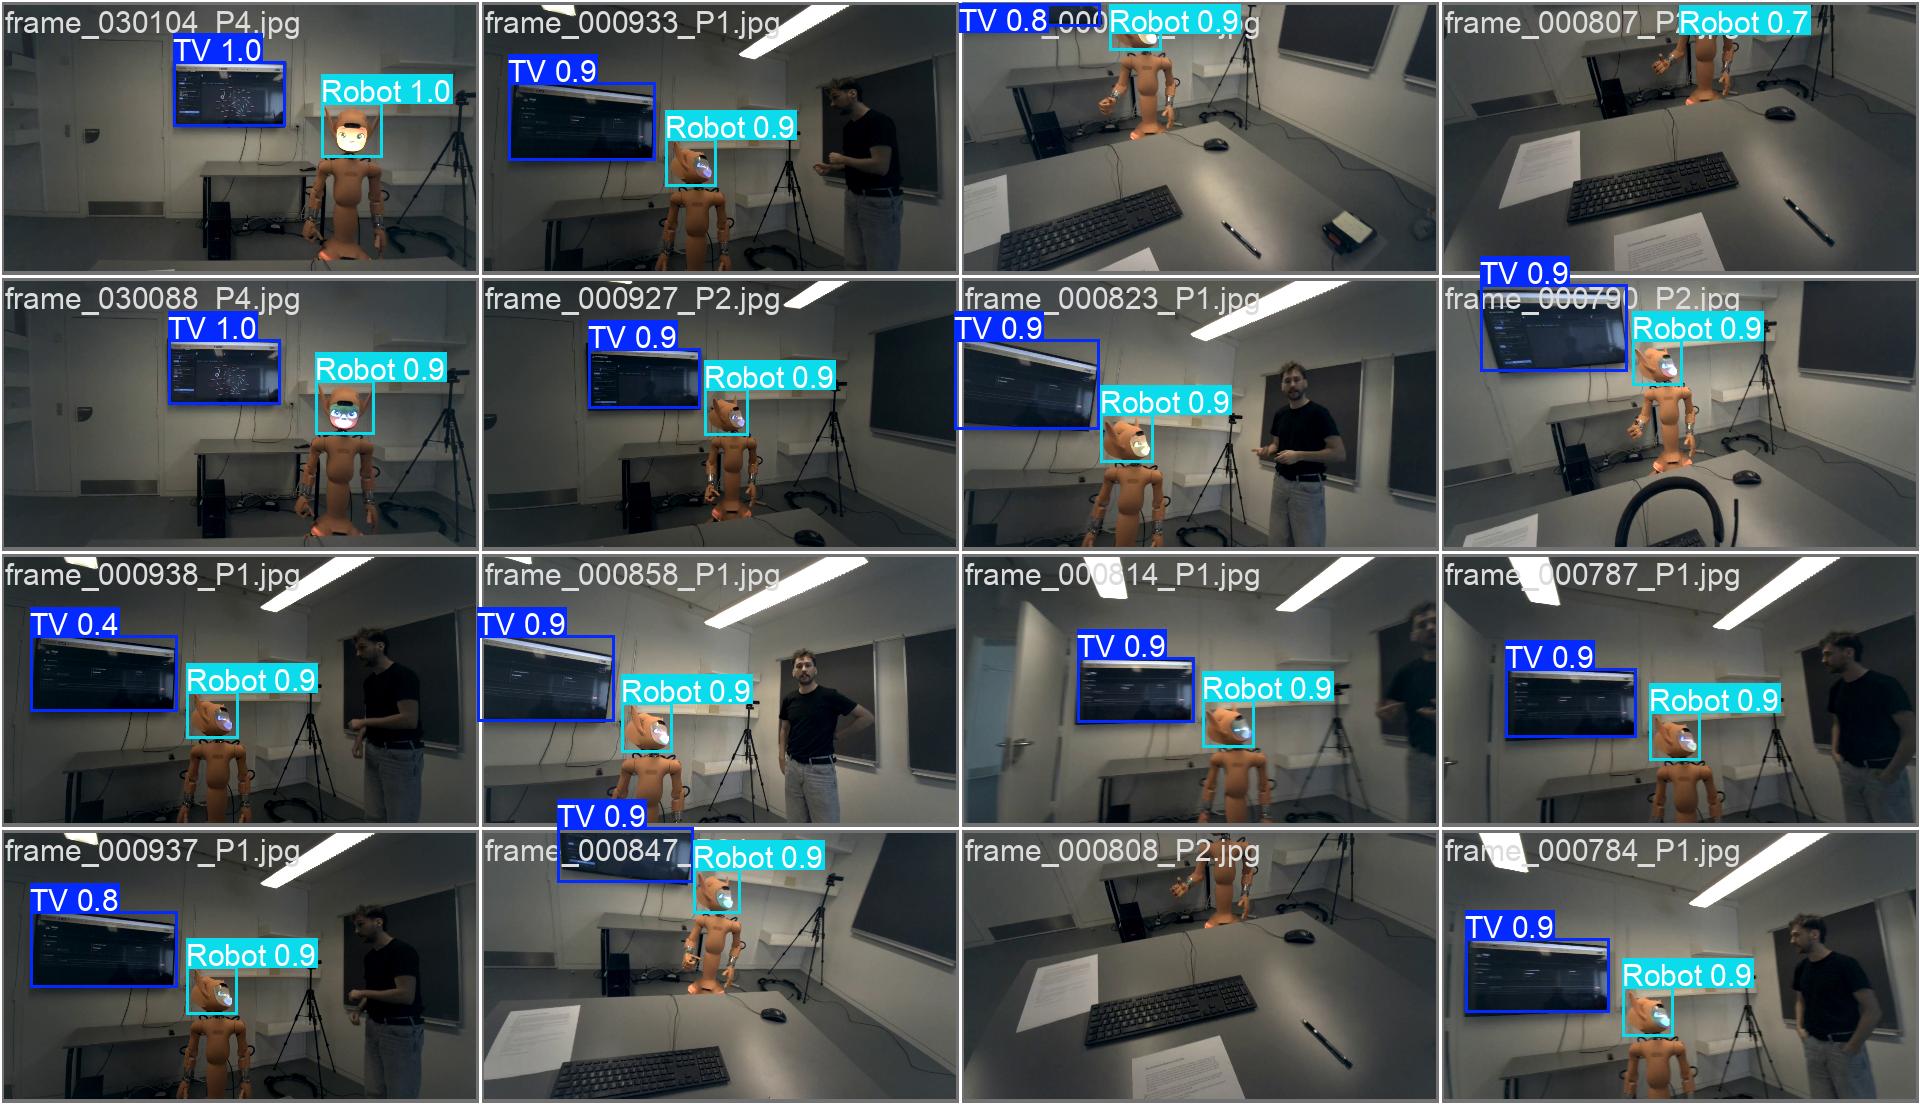 frame_030104_P4.jpg
TV 1.0
Robot 1.0
frame_000933_P1.jpg
TV 0.9
Robot 0.9
TV 0.8
Robot 0.9
frame_000807_P
Robot 0.7
frame_030088_P4.jpg
TV 1.0
Robot 0.9
frame_000927_P2.jpg
TV 0.9
Robot 0.9
frame_000823_P1.jpg
TV 0.9
Robot 0.9
TV 0.9
frame_000790_P2.jpg
Robot 0.9
frame_000938_P1.jpg
TV 0.4
Robot 0.9
frame_000858_P1.jpg
TV 0.9
Robot 0.9
frame_000814_P1.jpg
TV 0.9
Robot 0.9
frame_000787_P1.jpg
TV 0.9
Robot 0.9
frame_000937_P1.jpg
TV 0.8
Robot 0.9
TV 0.9
frame_000847_
Robot 0.9
frame_000808_P2.jpg
frame_000784_P1.jpg
TV 0.9
Robot 0.9